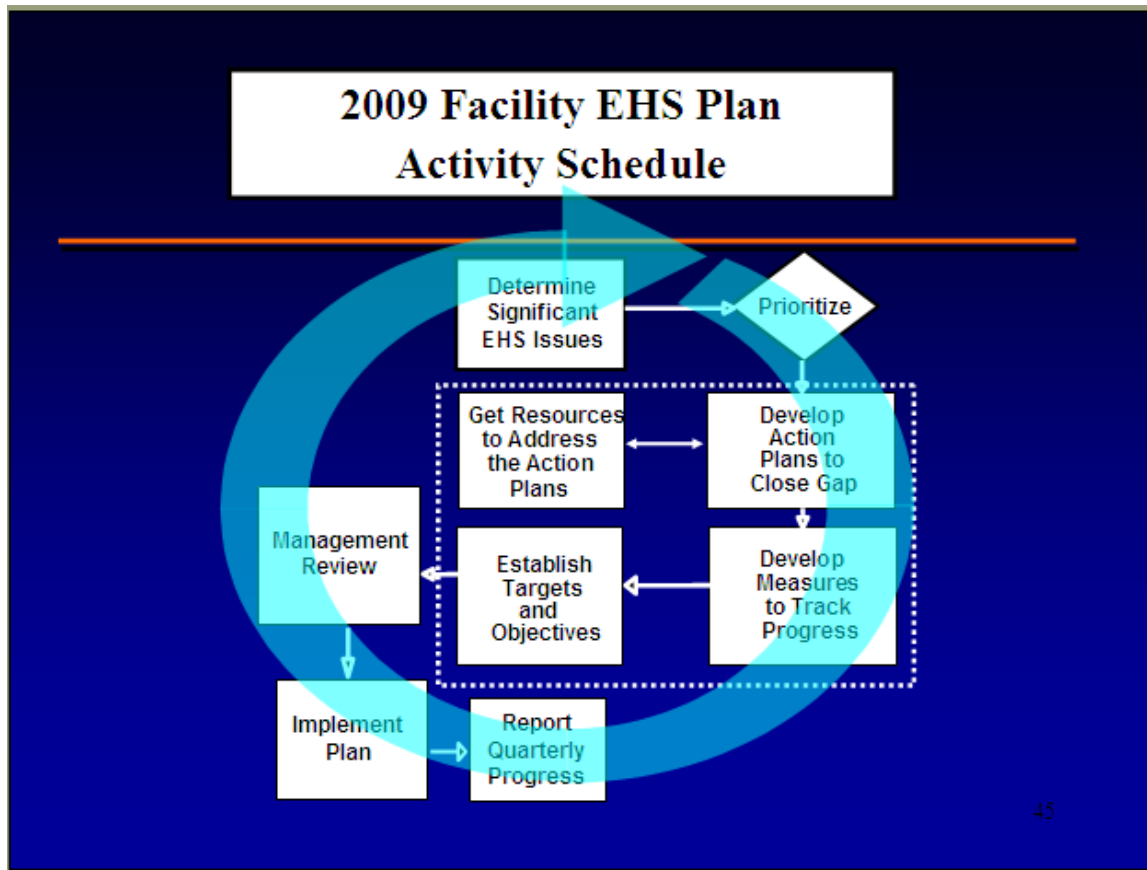 2009 Facility EHS Plan
Activity Schedule
Determine
Significant
EHS Issues
Prioritize
Get Resources
to Address
the Action
Plans
Develop
Action
Plans to
Close Gap
Management
Review
Establish
Targets
and
Objectives
Develop
Measures
to Track
Progress
Implement
Plan
Report
Quarterly
Progress
45